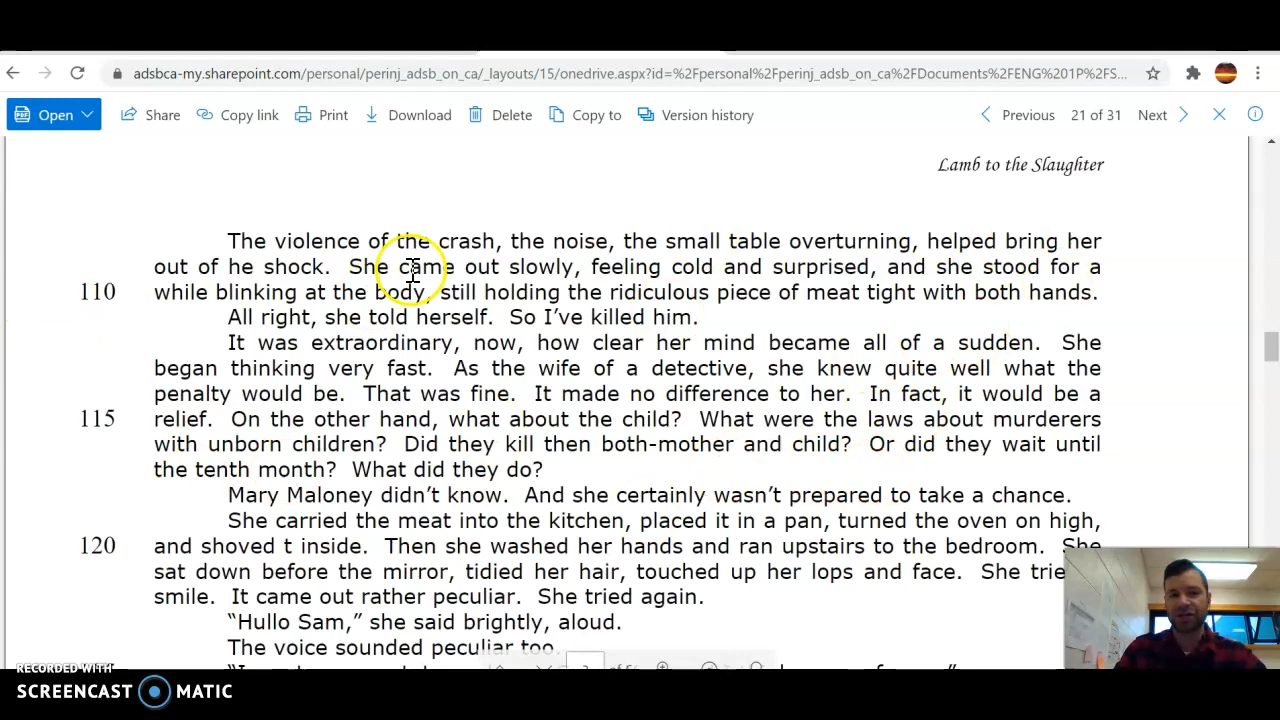 adsbca-my.sharepoint.com/personal/perinj_adsb_on_ca/_layouts/15/onedrive.aspx?id=%2Fpersonal%2Fperinj_adsb_on_ca%2FDocuments%2FENG%201P%2FS...
Open Share Copy link Print Download Delete Copy to Version history Previous 21 of 31 Next
Lamb to the Slaughter
The violence of the crash, the noise, the small table overturning, helped bring her
out of he shock. She came out slowly, feeling cold and surprised, and she stood for a
110 while blinking at the body, still holding the ridiculous piece of meat tight with both hands.
All right, she told herself. So I've killed him.
It was extraordinary, now, how clear her mind became all of a sudden. She
began thinking very fast. As the wife of a detective, she knew quite well what the
penalty would be. That was fine. It made no difference to her. In fact, it would be a
115 relief. On the other hand, what about the child? What were the laws about murderers
with unborn children? Did they kill then both-mother and child? Or did they wait until
the tenth month? What did they do?
Mary Maloney didn't know. And she certainly wasn't prepared to take a chance.
She carried the meat into the kitchen, placed it in a pan, turned the oven on high,
120 and shoved t inside. Then she washed her hands and ran upstairs to the bedroom. She
sat down before the mirror, tidied her hair, touched up her lops and face. She
smile. It came out rather peculiar. She tried again.
"Hullo Sam," she said brightly, aloud.
The voice sounded peculiar too.
RECORDED WITH
SCREENCAST MATIC